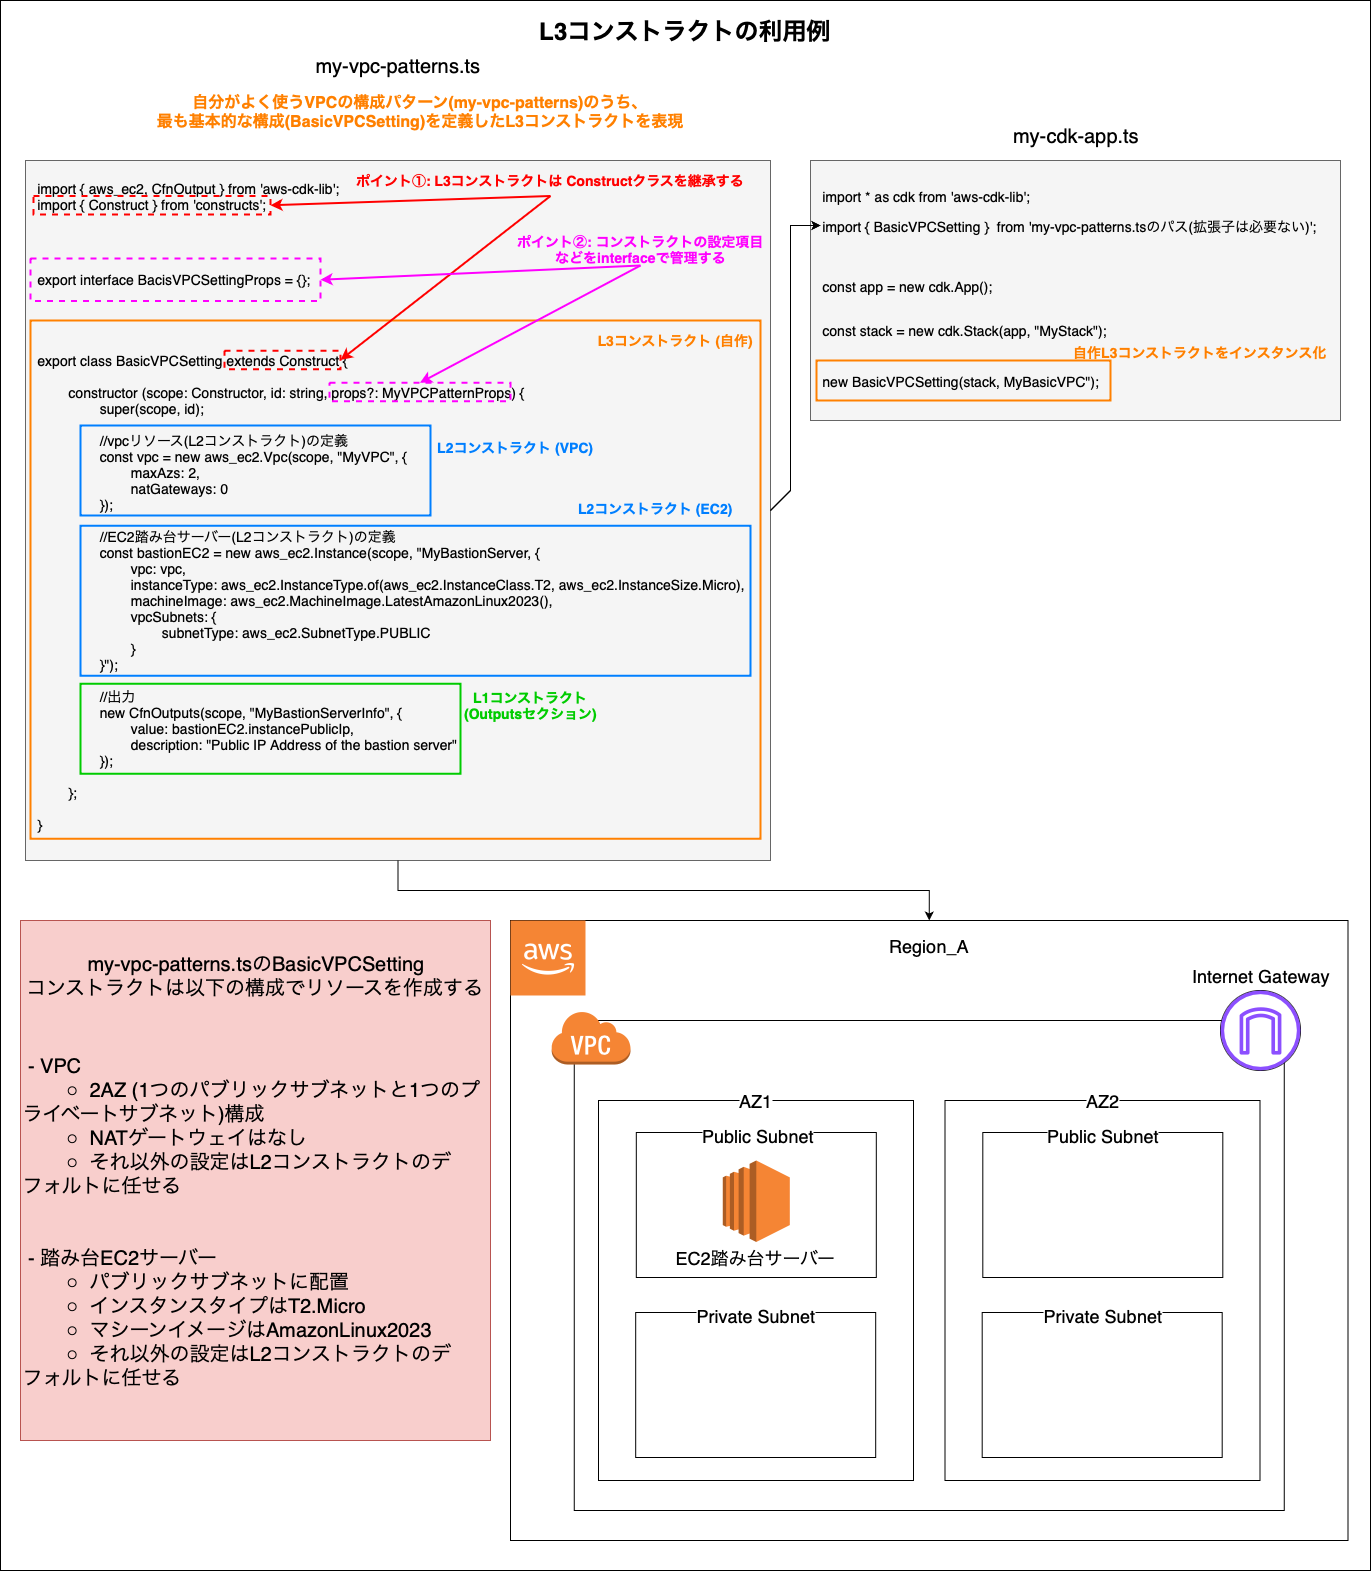 L3コンストラクトの利用例
my-vpc-patterns.ts
自分がよく使うVPCの構成パターン(my-vpc-patterns)のうち、
最も基本的な構成(BasicVPCSetting)を定義したL3コンストラクトを表現
import { aws_ec2, CfnOutput } from 'aws-cdk-lib';
import { Construct } from 'constructs';
ポイント①: L3コンストラクトは Constructクラスを継承する
ポイント②: コンストラクトの設定項目
などをinterfaceで管理する
export interface BacisVPCSettingProps = {};
L3コンストラクト (自作)
export class BasicVPCSetting extends Construct {
constructor (scope: Constructor, id: string, props?: MyVPCPatternProps) {
super(scope, id);
//vpcリソース(L2コンストラクト)の定義
const vpc = new aws_ec2.Vpc(scope, "MyVPC", {
maxAzs: 2,
natGateways: 0
});
L2コンストラクト (VPC)
L2コンストラクト (EC2)
//EC2踏み台サーバー(L2コンストラクト)の定義
const bastionEC2 = new aws_ec2.Instance(scope, "MyBastionServer, {
vpc: vpc,
instanceType: aws_ec2.InstanceType.of(aws_ec2.InstanceClass.T2, aws_ec2.InstanceSize.Micro),
machineImage: aws_ec2.MachineImage.LatestAmazonLinux2023(),
vpcSubnets: {
subnetType: aws_ec2.SubnetType.PUBLIC
}
}");
//出力
new CfnOutputs(scope, "MyBastionServerInfo", {
value: bastionEC2.instancePublicIp,
description: "Public IP Address of the bastion server"
});
L1コンストラクト
(Outputsセクション)
};
}
my-cdk-app.ts
import * as cdk from 'aws-cdk-lib';
import { BasicVPCSetting }  from 'my-vpc-patterns.tsのパス(拡張子は必要ない)';
const app = new cdk.App();
const stack = new cdk.Stack(app, "MyStack");
自作L3コンストラクトをインスタンス化
new BasicVPCSetting(stack, MyBasicVPC");
my-vpc-patterns.tsのBasicVPCSetting
コンストラクトは以下の構成でリソースを作成する
- VPC
○ 2AZ (1つのパブリックサブネットと1つのプ
ライベートサブネット)構成
○ NATゲートウェイはなし
○ それ以外の設定はL2コンストラクトのデ
フォルトに任せる
- 踏み台EC2サーバー
○ パブリックサブネットに配置
○ インスタンスタイプはT2.Micro
○ マシーンイメージはAmazonLinux2023
○ それ以外の設定はL2コンストラクトのデ
フォルトに任せる
aws
Region_A
Internet Gateway
VPC
AZ1
AZ2
Public Subnet
Public Subnet
EC2踏み台サーバー
Private Subnet
Private Subnet